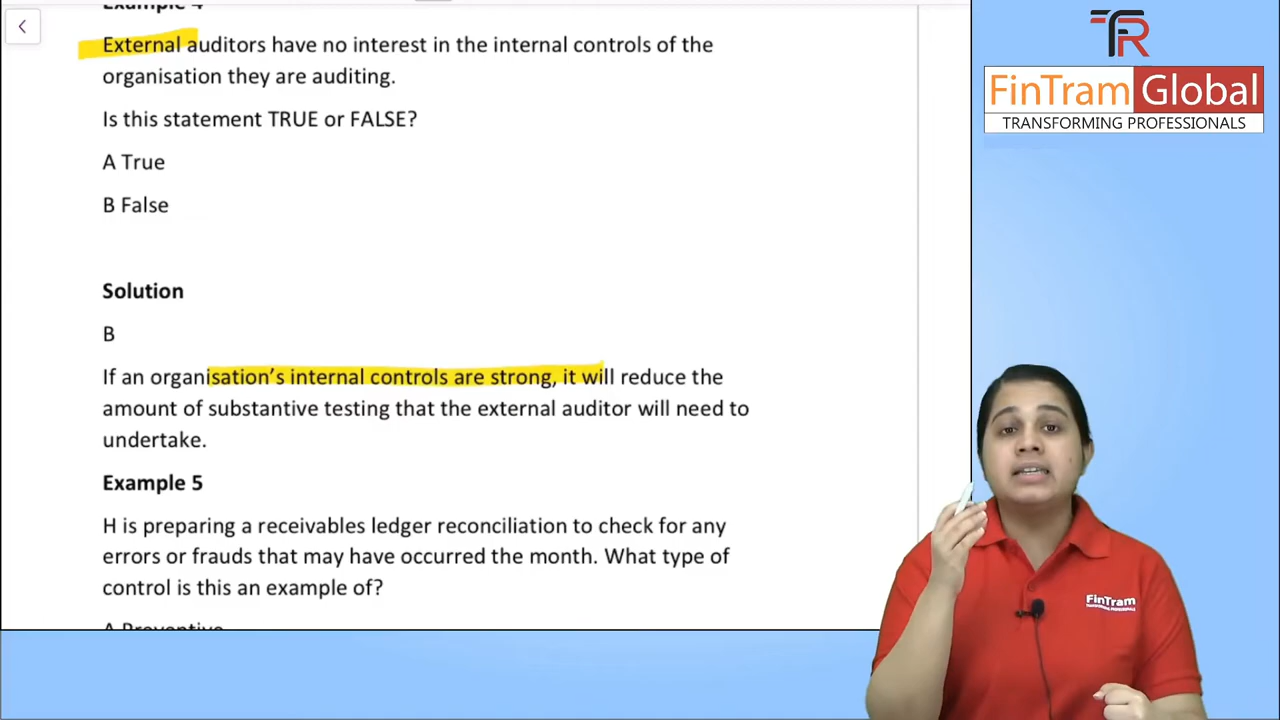 Example 4
External auditors have no interest in the internal controls of the
organisation they are auditing.
Is this statement TRUE or FALSE?
A True
B False
Solution
B
If an organisation’s internal controls are strong, it will reduce the
amount of substantive testing that the external auditor will need to
undertake.
Example 5
H is preparing a receivables ledger reconciliation to check for any
errors or frauds that may have occurred the month. What type of
control is this an example of?
A Preventive
FinTram Global
TRANSFORMING PROFESSIONALS
FinTram